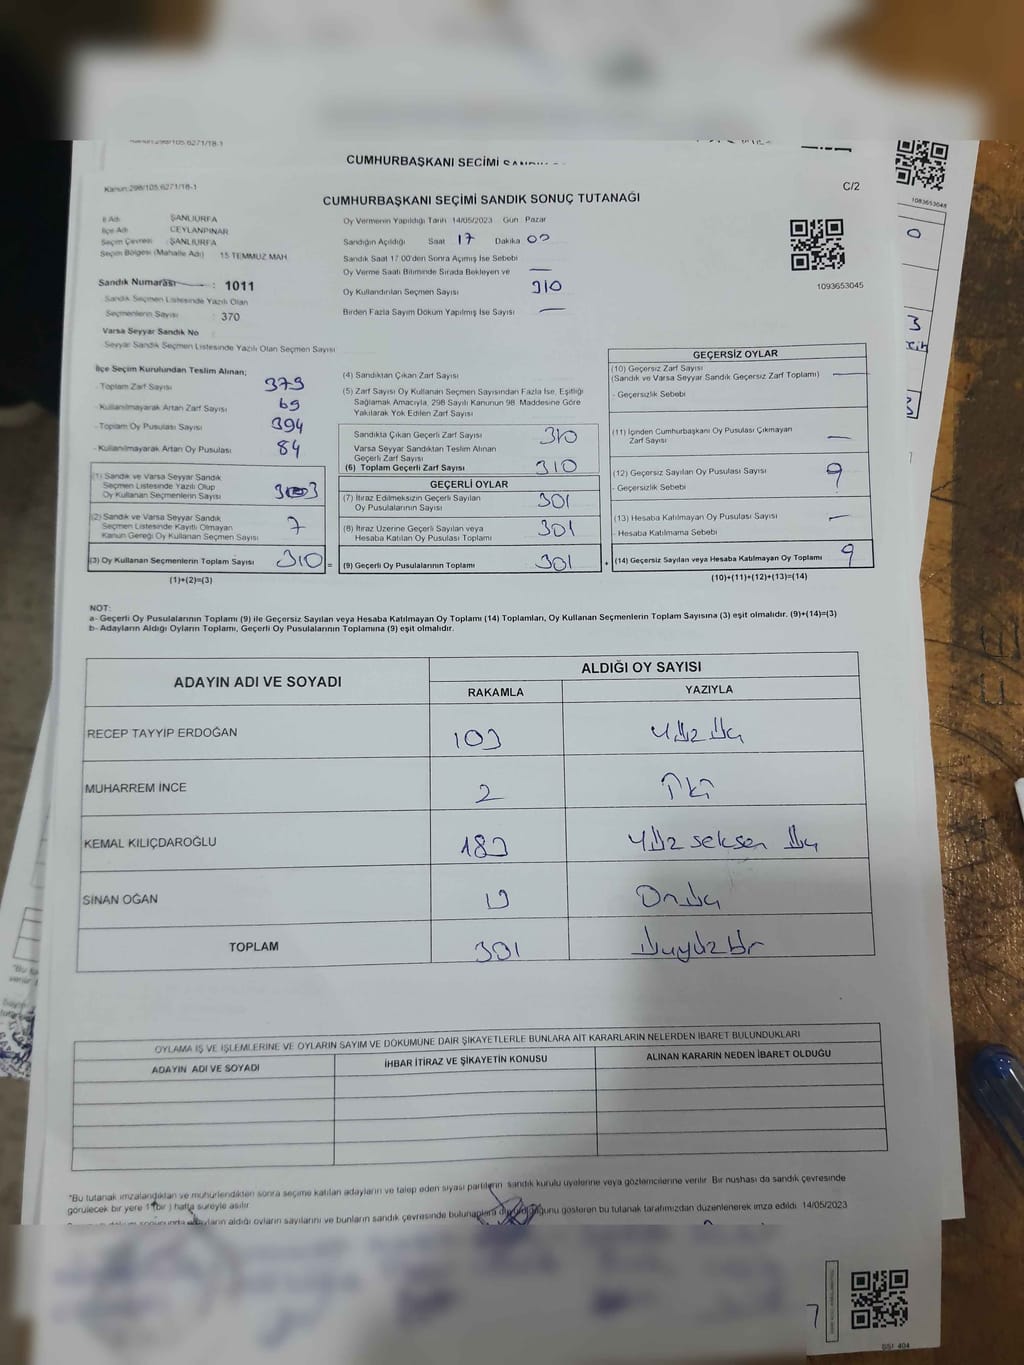 CUMHURBAŞKANI SEÇİMİ
Kanun:298/105.6271/18-1
C/2
CUMHURBAŞKANI SEÇİMİ SANDIK SONUÇ TUTANAĞI
İl Adı : ŞANLIURFA
İlçe Adı : CEYLANPINAR
Seçim Çevresi : ŞANLIURFA
Seçim Bölgesi (Mahalle Adı) : 15 TEMMUZ MAH.
Oy Vermenin Yapıldığı Tarih 14/05/2023 Gün Pazar
Sandığın Açıldığı Saat 17 Dakika 00
Sandık Saat 17:00'den Sonra Açımış İse Sebebi
Oy Verme Saati Bitiminde Sırada Bekleyen ve —
Oy Kullandırılan Seçmen Sayısı 310
Birden Fazla Sayım Döküm Yapılmış İse Sayısı —
1093653045
1083653048
Sandık Numarası : 1011
Sandık Seçmen Listesinde Yazılı Olan
Seçmenlerin Sayısı : 370
Varsa Seyyar Sandık No :
Seyyar Sandık Seçmen Listesinde Yazılı Olan Seçmen Sayısı
İlçe Seçim Kurulundan Teslim Alınan;
- Toplam Zarf Sayısı 379
- Kullanılmayarak Artan Zarf Sayısı 69
- Toplam Oy Pusulası Sayısı 394
- Kullanılmayarak Artan Oy Pusulası 84
(1) Sandık ve Varsa Seyyar Sandık
Seçmen Listesinde Yazılı Olup
Oy Kullanan Seçmenlerin Sayısı
(2) Sandık ve Varsa Seyyar Sandık
Seçmen Listesinde Kayıtlı Olmayan
Kanun Gereği Oy Kullanan Seçmen Sayısı 7
(3) Oy Kullanan Seçmenlerin Toplam Sayısı 310 =
(1)+(2)=(3)
(4) Sandıktan Çıkan Zarf Sayısı
(5) Zarf Sayısı Oy Kullanan Seçmen Sayısından Fazla İse, Eşitliği
Sağlamak Amacıyla, 298 Sayılı Kanunun 98. Maddesine Göre
Yakılarak Yok Edilen Zarf Sayısı
Sandıkta Çıkan Geçerli Zarf Sayısı 310
Varsa Seyyar Sandıktan Teslim Alınan
Geçerli Zarf Sayısı
(6) Toplam Geçerli Zarf Sayısı 310
GEÇERLİ OYLAR
(7) İtiraz Edilmeksizin Geçerli Sayılan
Oy Pusulalarının Sayısı 301
(8) İtiraz Üzerine Geçerli Sayılan veya
Hesaba Katılan Oy Pusulası Toplamı 301
(9) Geçerli Oy Pusulalarının Toplamı 301 +
GEÇERSİZ OYLAR
(10) Geçersiz Zarf Sayısı
(Sandık ve Varsa Seyyar Sandık Geçersiz Zarf Toplamı) —
- Geçersizlik Sebebi
(11) İçinden Cumhurbaşkanı Oy Pusulası Çıkmayan
Zarf Sayısı —
(12) Geçersiz Sayılan Oy Pusulası Sayısı 9
- Geçersizlik Sebebi
(13) Hesaba Katılmayan Oy Pusulası Sayısı —
- Hesaba Katılmama Sebebi
(14) Geçersiz Sayılan veya Hesaba Katılmayan Oy Toplamı 9
(10)+(11)+(12)+(13)=(14)
NOT:
a- Geçerli Oy Pusulalarının Toplamı (9) ile Geçersiz Sayılan veya Hesaba Katılmayan Oy Toplamı (14) Toplamları, Oy Kullanan Seçmenlerin Toplam Sayısına (3) eşit olmalıdır. (9)+(14)=(3)
b- Adayların Aldığı Oyların Toplamı, Geçerli Oy Pusulalarının Toplamına (9) eşit olmalıdır.
ADAYIN ADI VE SOYADI
ALDIĞI OY SAYISI
RAKAMLA YAZIYLA
RECEP TAYYİP ERDOĞAN 103 Yüz üç
MUHARREM İNCE 2 İki
KEMAL KILIÇDAROĞLU 183 Yüz seksen üç
SİNAN OĞAN 13 Onüç
TOPLAM 301 Üçyüzbir
OYLAMA İŞ VE İŞLEMLERİNE VE OYLARIN SAYIM VE DÖKÜMÜNE DAİR ŞİKAYETLERLE BUNLARA AİT KARARLARIN NELERDEN İBARET BULUNDUKLARI
ADAYIN ADI VE SOYADI İHBAR İTİRAZ VE ŞİKAYETİN KONUSU ALINAN KARARIN NEDEN İBARET OLDUĞU
*Bu tutanak imzalandıktan ve mühürlendikten sonra seçime katılan adayların ve talep eden siyasi partilerin sandık kurulu üyelerine veya gözlemcilerine verilir. Bir nushası da sandık çevresinde
görülecek bir yere 1 (bir ) hafta süreyle asılır.
adayların aldığı oyların sayılarını ve bunların sandık çevresinde bulunanlara gösteren bu tutanak tarafımızdan düzenlenerek imza edildi. 14/05/2023
7